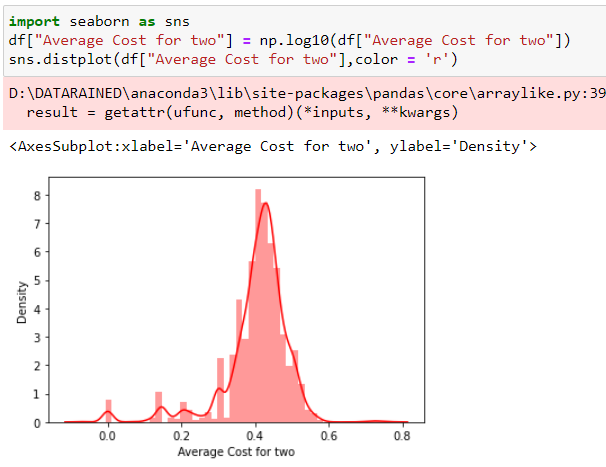 import seaborn as sns
df["Average Cost for two"] = np.log10(df["Average Cost for two"])
sns.distplot(df["Average Cost for two"],color = 'r')
D:\DATARAINED\anaconda3\lib\site-packages\pandas\core\arraylike.py:39
result = getattr(ufunc, method)(*inputs, **kwargs)
<AxesSubplot:xlabel='Average Cost for two', ylabel='Density'>
8
7
6
5
4
3
2
1
0
Density
0.0 0.2 0.4 0.6 0.8
Average Cost for two